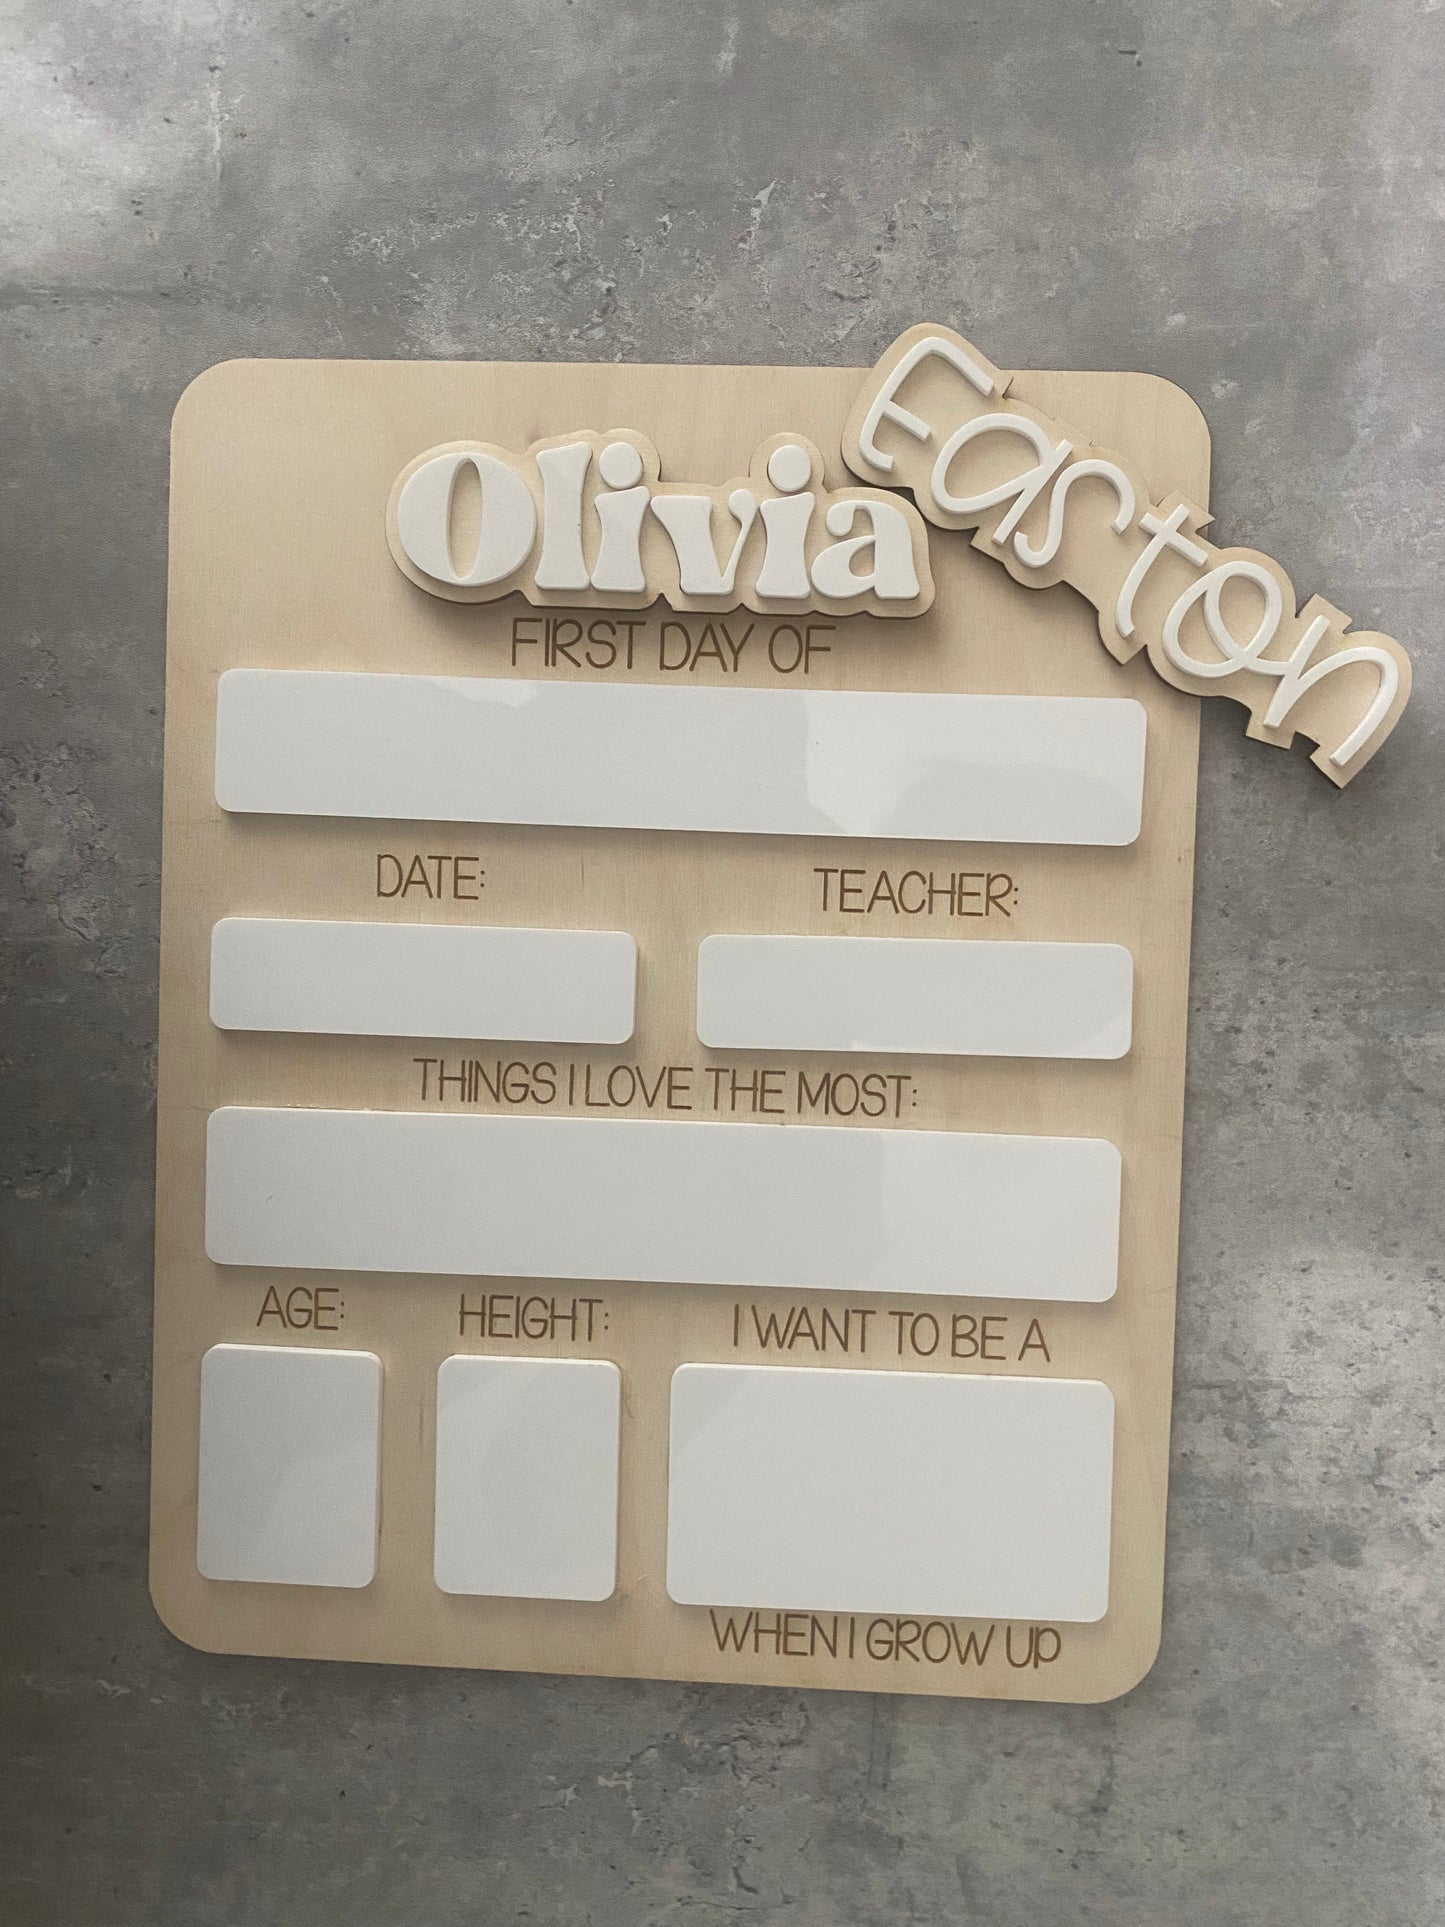 Olivia
Easton
FIRST DAY OF
DATE:
TEACHER:
THINGS I LOVE THE MOST:
AGE:
HEIGHT:
I WANT TO BE A
WHEN I GROW UP